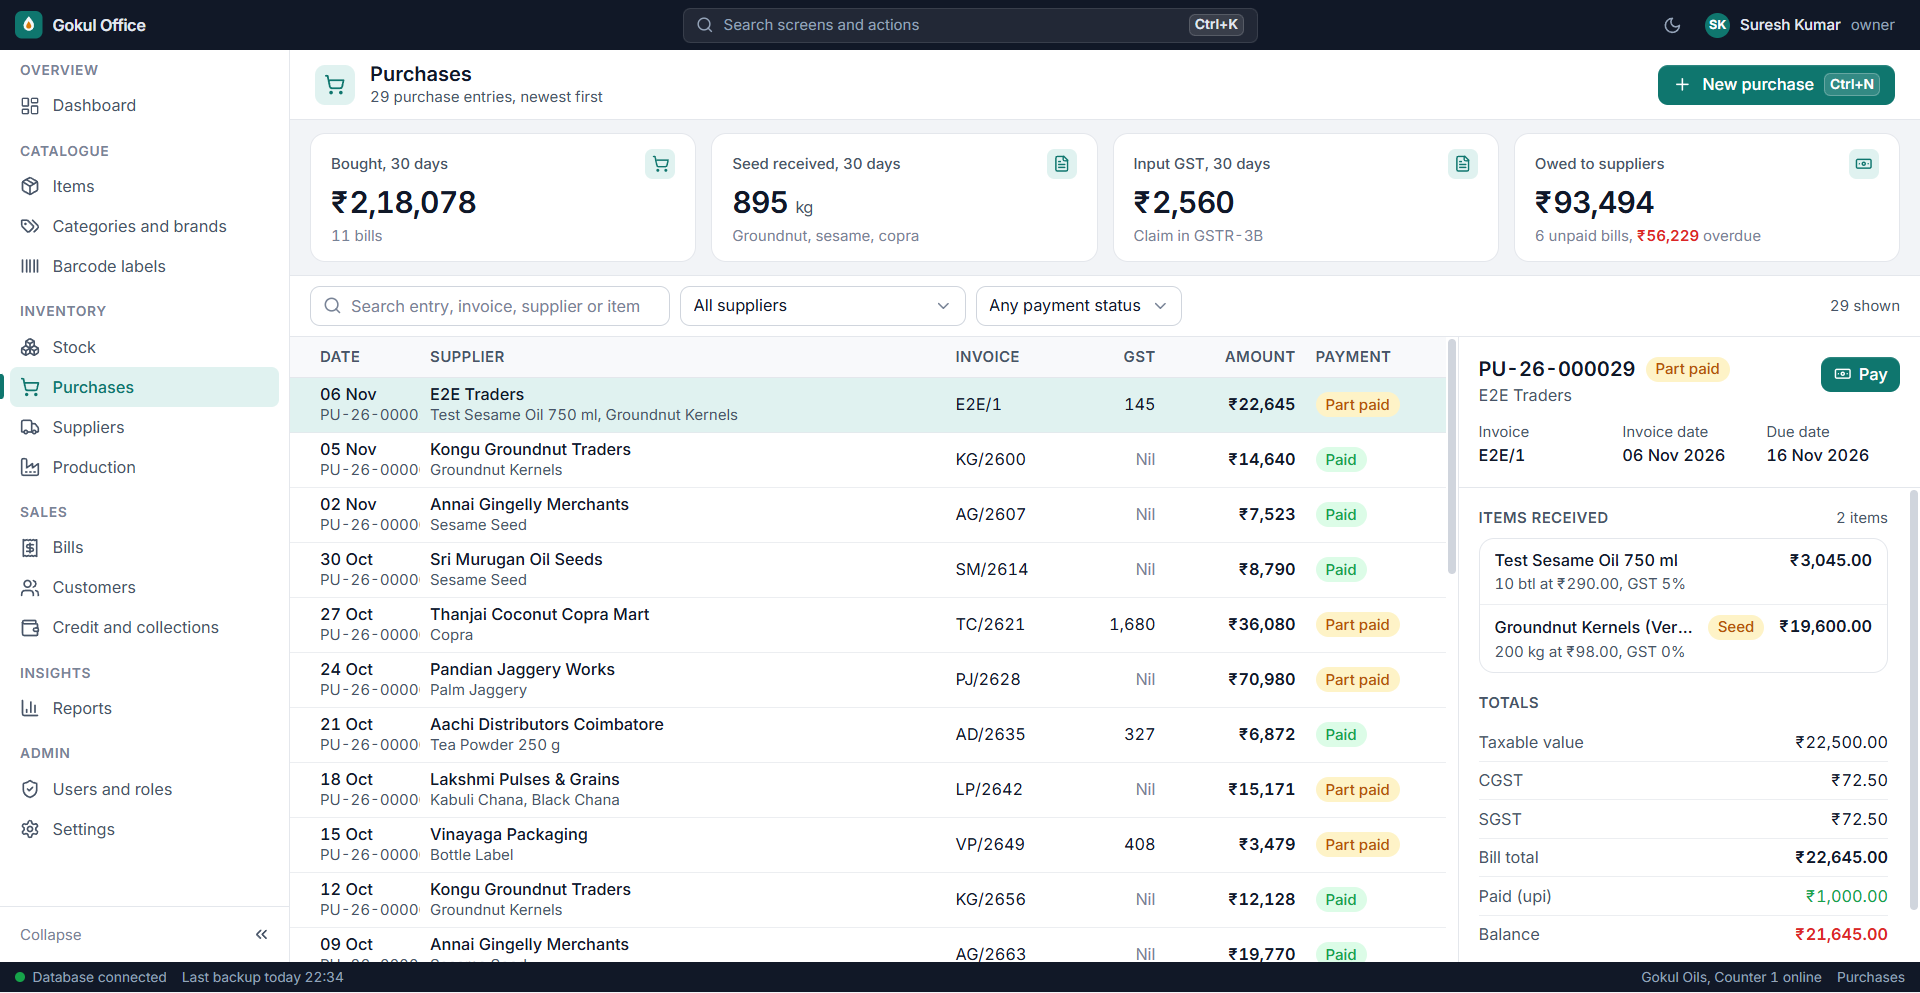 Gokul Office
Search screens and actions
Ctrl+K
SK
Suresh Kumar owner
OVERVIEW
Dashboard
CATALOGUE
Items
Categories and brands
Barcode labels
INVENTORY
Stock
Purchases
Suppliers
Production
SALES
Bills
Customers
Credit and collections
INSIGHTS
Reports
ADMIN
Users and roles
Settings
Collapse
Purchases
29 purchase entries, newest first
New purchase Ctrl+N
Bought, 30 days
₹2,18,078
11 bills
Seed received, 30 days
895 kg
Groundnut, sesame, copra
Input GST, 30 days
₹2,560
Claim in GSTR-3B
Owed to suppliers
₹93,494
6 unpaid bills, ₹56,229 overdue
Search entry, invoice, supplier or item
All suppliers
Any payment status
29 shown
DATE SUPPLIER INVOICE GST AMOUNT PAYMENT
06 Nov E2E Traders E2E/1 145 ₹22,645 Part paid
PU-26-0000 Test Sesame Oil 750 ml, Groundnut Kernels
05 Nov Kongu Groundnut Traders KG/2600 Nil ₹14,640 Paid
PU-26-0000 Groundnut Kernels
02 Nov Annai Gingelly Merchants AG/2607 Nil ₹7,523 Paid
PU-26-0000 Sesame Seed
30 Oct Sri Murugan Oil Seeds SM/2614 Nil ₹8,790 Paid
PU-26-0000 Sesame Seed
27 Oct Thanjai Coconut Copra Mart TC/2621 1,680 ₹36,080 Part paid
PU-26-0000 Copra
24 Oct Pandian Jaggery Works PJ/2628 Nil ₹70,980 Part paid
PU-26-0000 Palm Jaggery
21 Oct Aachi Distributors Coimbatore AD/2635 327 ₹6,872 Paid
PU-26-0000 Tea Powder 250 g
18 Oct Lakshmi Pulses & Grains LP/2642 Nil ₹15,171 Part paid
PU-26-0000 Kabuli Chana, Black Chana
15 Oct Vinayaga Packaging VP/2649 408 ₹3,479 Part paid
PU-26-0000 Bottle Label
12 Oct Kongu Groundnut Traders KG/2656 Nil ₹12,128 Paid
PU-26-0000 Groundnut Kernels
09 Oct Annai Gingelly Merchants AG/2663 Nil ₹19,770 Paid
PU-26-000029 Part paid
Pay
E2E Traders
Invoice Invoice date Due date
E2E/1 06 Nov 2026 16 Nov 2026
ITEMS RECEIVED 2 items
Test Sesame Oil 750 ml ₹3,045.00
10 btl at ₹290.00, GST 5%
Groundnut Kernels (Ver... Seed ₹19,600.00
200 kg at ₹98.00, GST 0%
TOTALS
Taxable value ₹22,500.00
CGST ₹72.50
SGST ₹72.50
Bill total ₹22,645.00
Paid (upi) ₹1,000.00
Balance ₹21,645.00
Database connected Last backup today 22:34
Gokul Oils, Counter 1 online Purchases